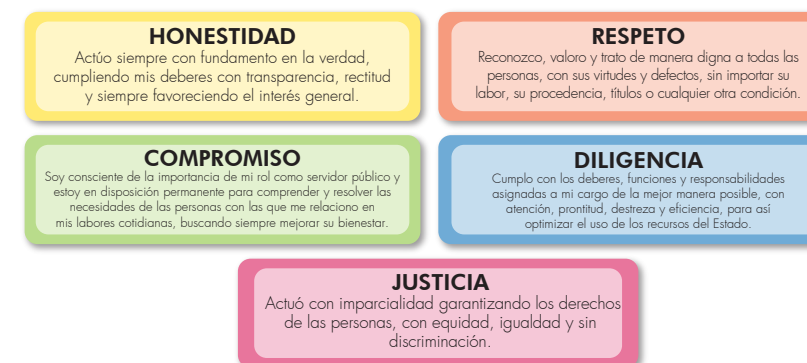 HONESTIDAD
Actúo siempre con fundamento en la verdad,
cumpliendo mis deberes con transparencia, rectitud
y siempre favoreciendo el interés general.
RESPETO
Reconozco, valoro y trato de manera digna a todas las
personas, con sus virtudes y defectos, sin importar su
labor, su procedencia, títulos o cualquier otra condición.
COMPROMISO
Soy consciente de la importancia de mi rol como servidor público y
estoy en disposición permanente para comprender y resolver las
necesidades de las personas con las que me relaciono en
mis labores cotidianas, buscando siempre mejorar su bienestar.
DILIGENCIA
Cumplo con los deberes, funciones y responsabilidades
asignadas a mi cargo de la mejor manera posible, con
atención, prontitud, destreza y eficiencia, para así
optimizar el uso de los recursos del Estado.
JUSTICIA
Actuó con imparcialidad garantizando los derechos
de las personas, con equidad, igualdad y sin
discriminación.